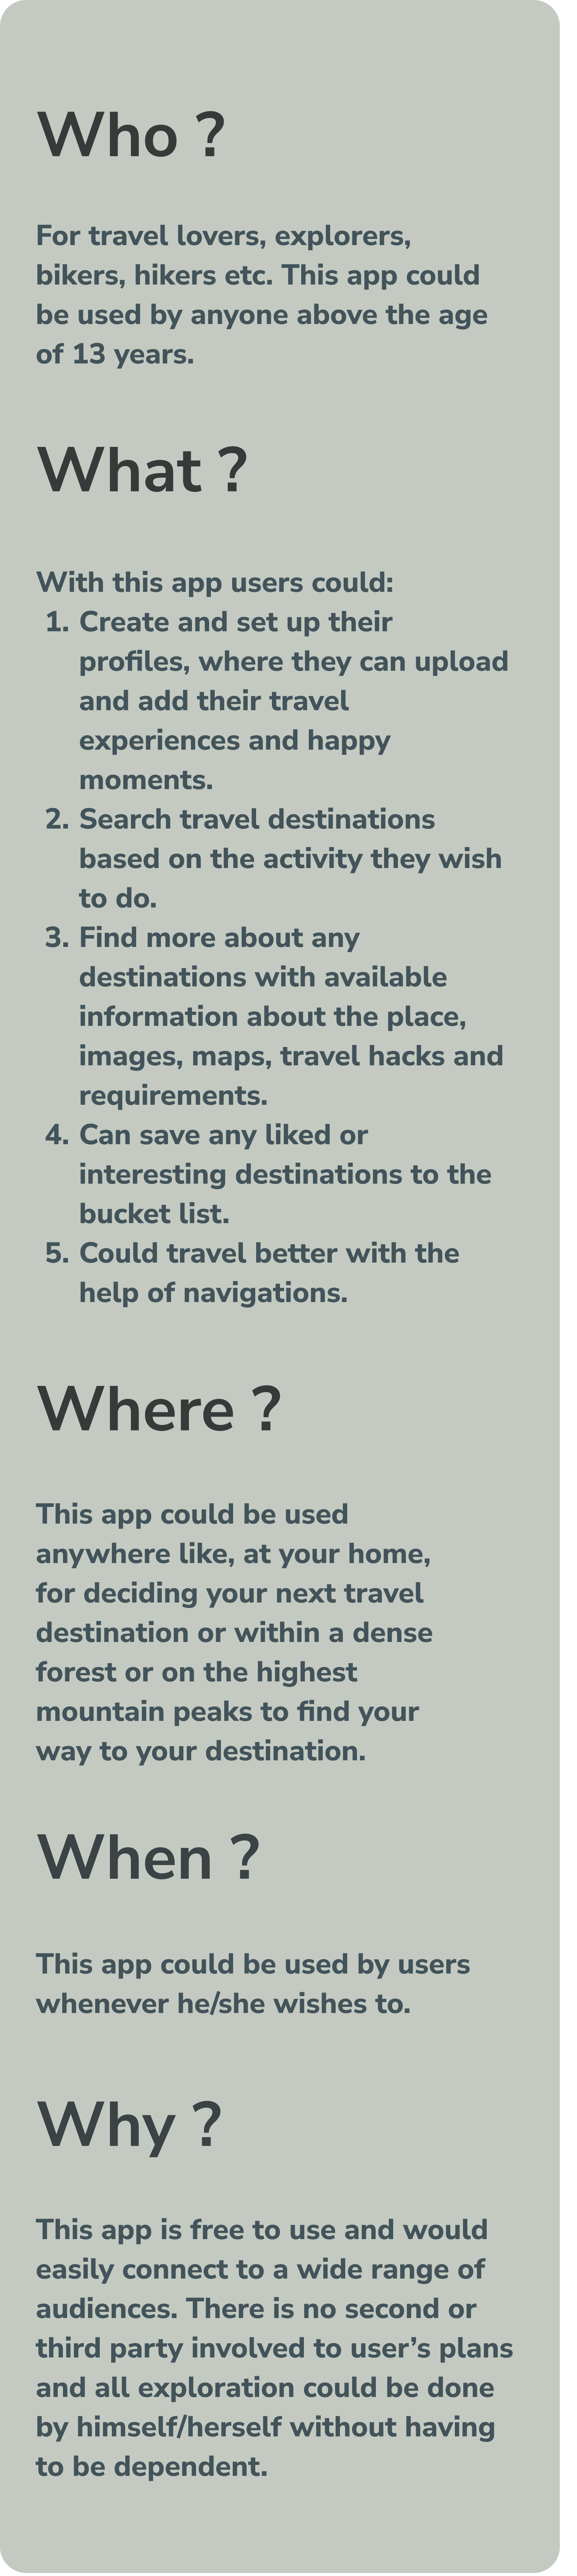 Who ?
For travel lovers, explorers,
bikers, hikers etc. This app could
be used by anyone above the age
of 13 years.
What ?
With this app users could:
1. Create and set up their
profiles, where they can upload
and add their travel
experiences and happy
moments.
2. Search travel destinations
based on the activity they wish
to do.
3. Find more about any
destinations with available
information about the place,
images, maps, travel hacks and
requirements.
4. Can save any liked or
interesting destinations to the
bucket list.
5. Could travel better with the
help of navigations.
Where ?
This app could be used
anywhere like, at your home,
for deciding your next travel
destination or within a dense
forest or on the highest
mountain peaks to find your
way to your destination.
When ?
This app could be used by users
whenever he/she wishes to.
Why ?
This app is free to use and would
easily connect to a wide range of
audiences. There is no second or
third party involved to user’s plans
and all exploration could be done
by himself/herself without having
to be dependent.